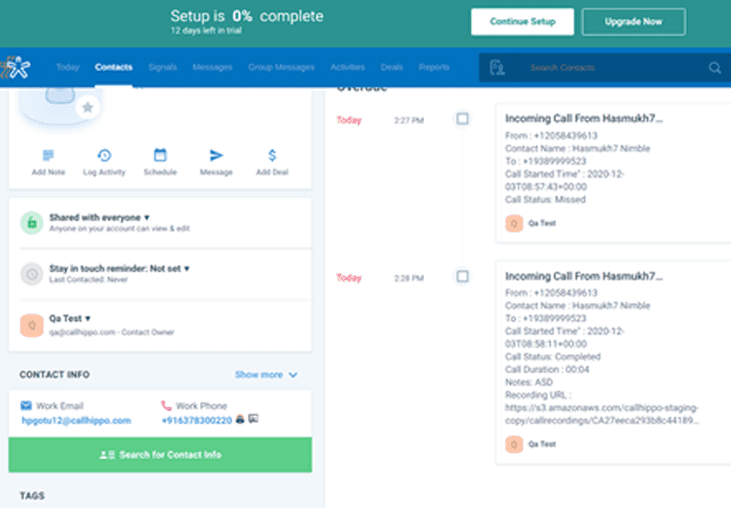 Setup is 0% complete
12 days left in trial
Continue Setup
Upgrade Now
Today
Contacts
Signals
Messages
Group Messages
Activities
Deals
Reports
Search Contacts
Add Note
Log Activity
Schedule
Message
Add Deal
Shared with everyone ▼
Anyone on your account can view & edit
Stay in touch reminder: Not set ▼
Last Contacted: Never
Q
Qa Test ▼
qa@callhippo.com - Contact Owner
CONTACT INFO
Show more
Work Email
hpgotu12@callhippo.com
Work Phone
+916378300220
Search for Contact Info
TAGS
Overdue
Today
2:27 PM
Incoming Call From Hasmukh7...
From : +12058439613
Contact Name : Hasmukh7 Nimble
To : +19389999523
Call Started Time" : 2020-12-
03T08:57:43+00:00
Call Status: Missed
Q
Qa Test
Today
2:28 PM
Incoming Call From Hasmukh7...
From : +12058439613
Contact Name : Hasmukh7 Nimble
To : +19389999523
Call Started Time" : 2020-12-
03T08:58:11+00:00
Call Status: Completed
Call Duration : 00:04
Notes: ASD
Recording URL :
https://s3.amazonaws.com/callhippo-staging-
copy/callrecordings/CA27eeca293b8c44189...
Q
Qa Test